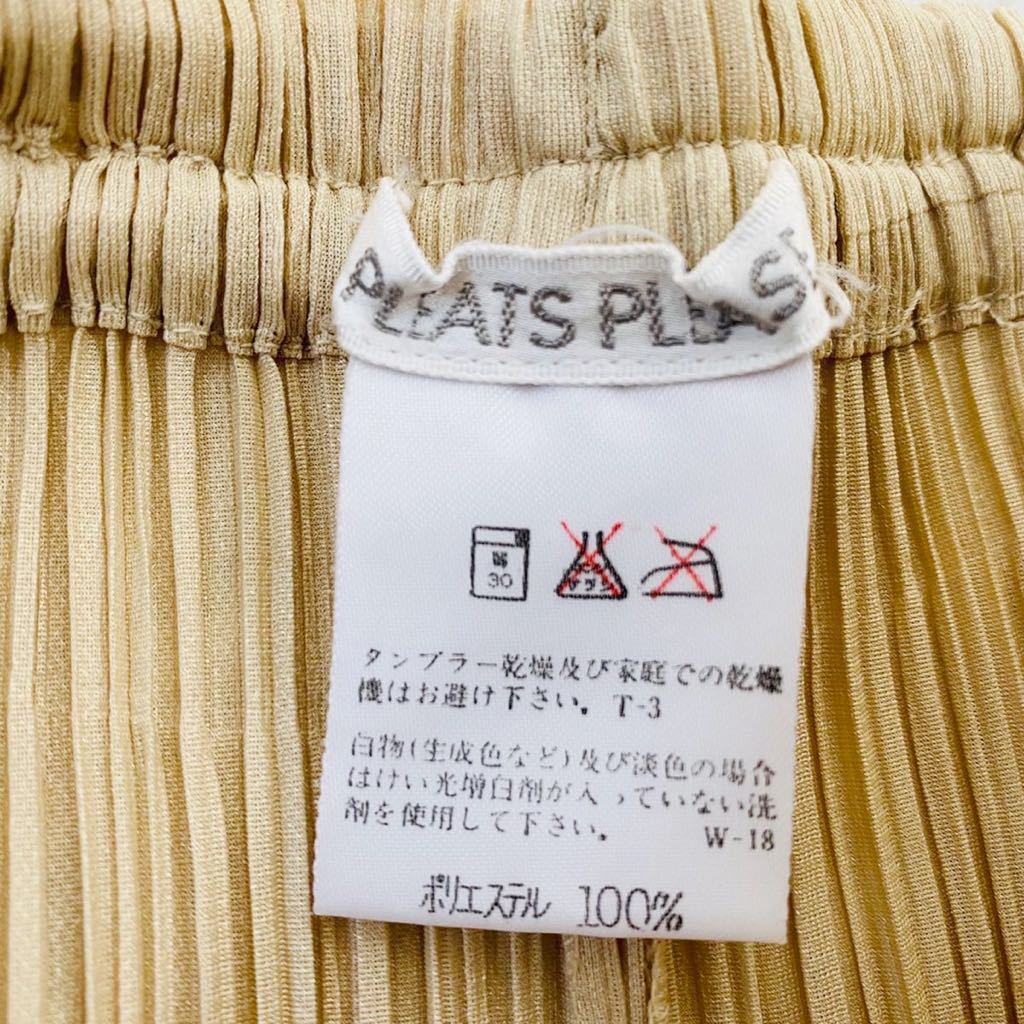 PLEATS PLEAS
弱
30
タンブラー乾燥及び家庭での乾燥
機はお避け下さい。T-3
白物(生成色など)及び淡色の場合
はけい光増白剤が入っていない洗
剤を使用して下さい。 W-18
ポリエステル 100%